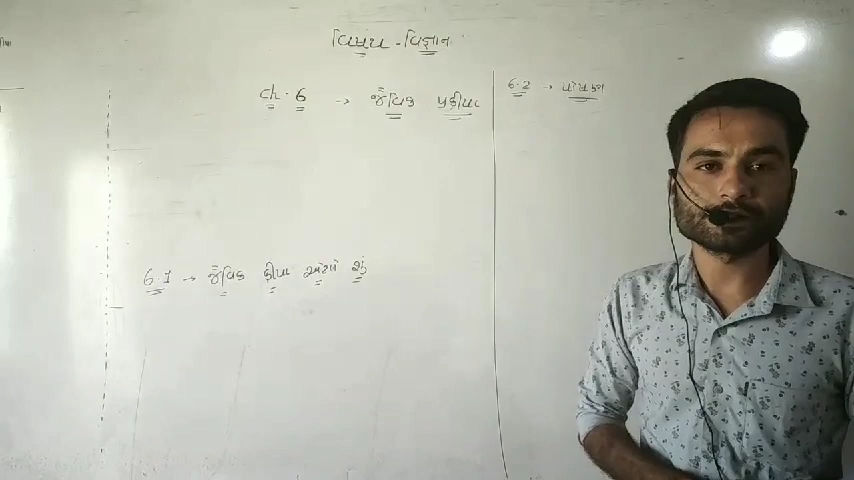 વિષય - વિજ્ઞાન
Ch. 6 → જૈવિક પ્રક્રીયા
6.1 → જૈવિક ક્રીયા એટલે શું
6.2 → પોષણ